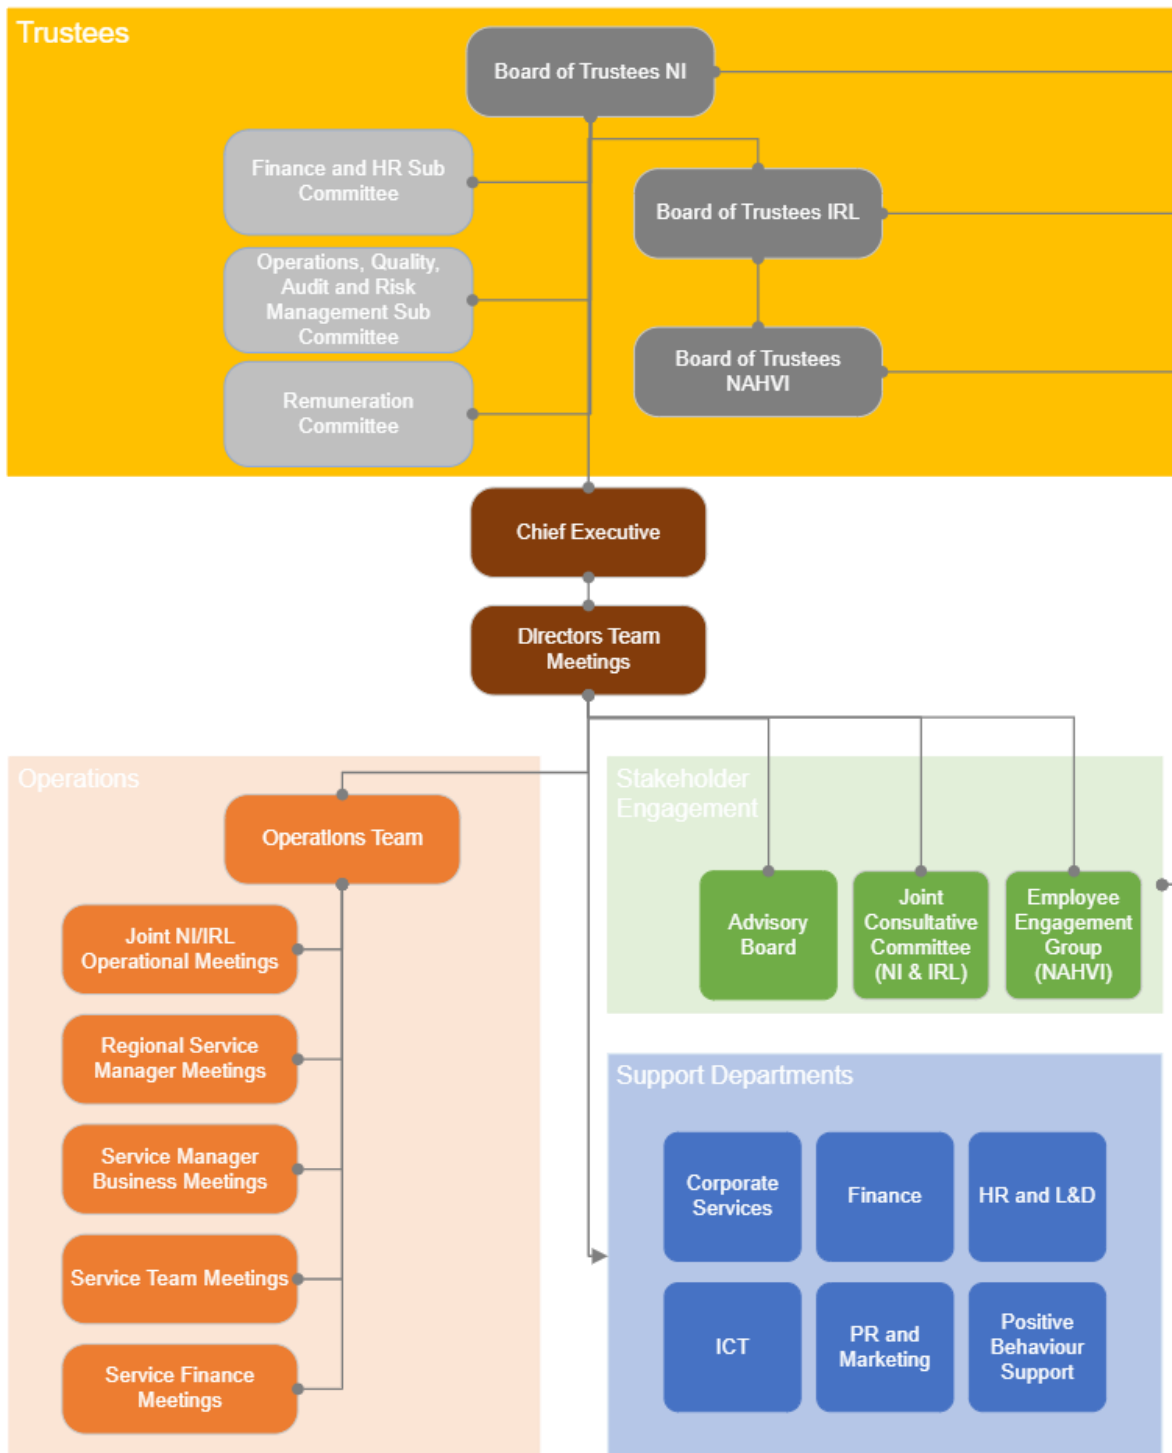 Trustees
Board of Trustees NI
Finance and HR Sub
Committee
Board of Trustees IRL
Operations, Quality,
Audit and Risk
Management Sub
Committee
Board of Trustees
NAHVI
Remuneration
Committee
Chief Executive
DIrectors Team
Meetings
Operations
Operations Team
Joint NI/IRL
Operational Meetings
Regional Service
Manager Meetings
Service Manager
Business Meetings
Service Team Meetings
Service Finance
Meetings
Stakeholder
Engagement
Advisory
Board
Joint
Consultative
Committee
(NI & IRL)
Employee
Engagement
Group
(NAHVI)
Support Departments
Corporate
Services
Finance
HR and L&D
ICT
PR and
Marketing
Positive
Behaviour
Support